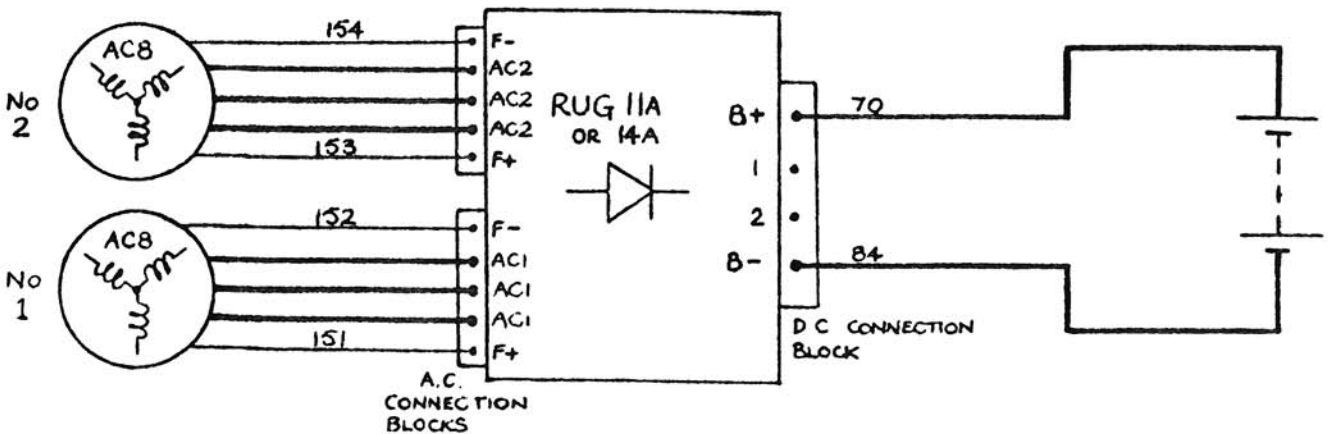 154
AC8
No
2
F-
AC2
AC2
AC2
F+
153
RUG 11A
OR 14A
B+
70
1
2
B-
84
152
AC8
No
1
F-
AC1
AC1
AC1
F+
151
D C CONNECTION
BLOCK
A.C.
CONNECTION
BLOCKS